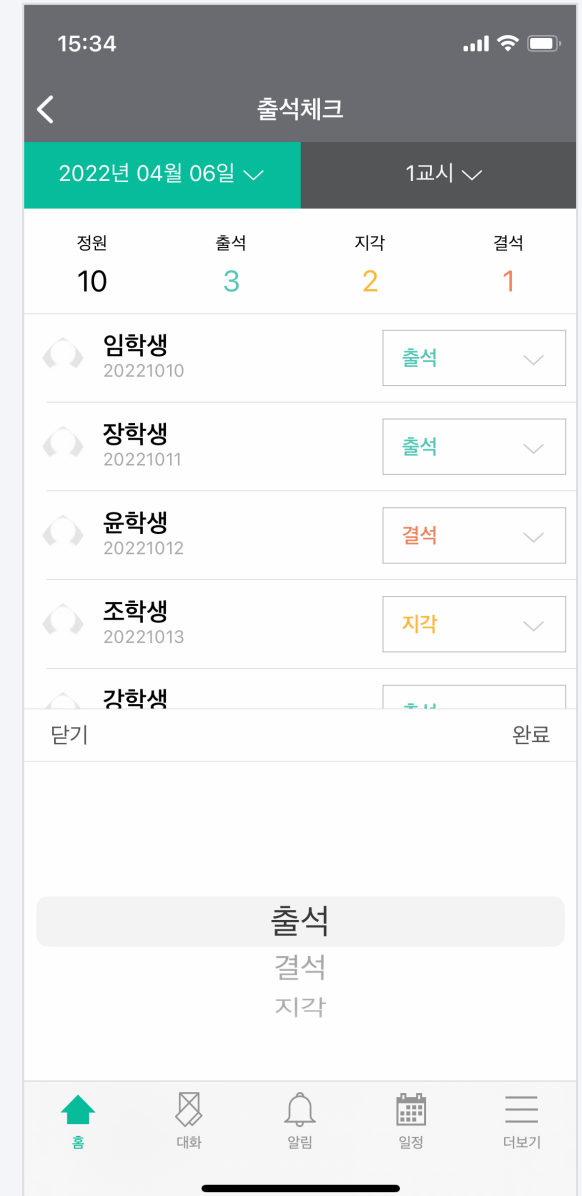 15:34
출석체크
2022년 04월 06일 1교시
정원 출석 지각 결석
10 3 2 1
임학생 출석
20221010
장학생 출석
20221011
윤학생 결석
20221012
조학생 지각
20221013
강학생 출석
닫기 완료
출석
결석
지각
홈 대화 알림 일정 더보기